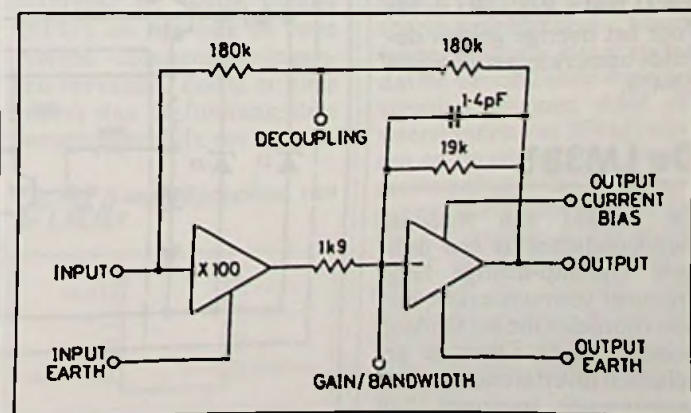 180k
180k
1·4pF
DECOUPLING
19k
OUTPUT
CURRENT
BIAS
1k9
INPUT
X 100
OUTPUT
INPUT
EARTH
OUTPUT
EARTH
GAIN/BANDWIDTH